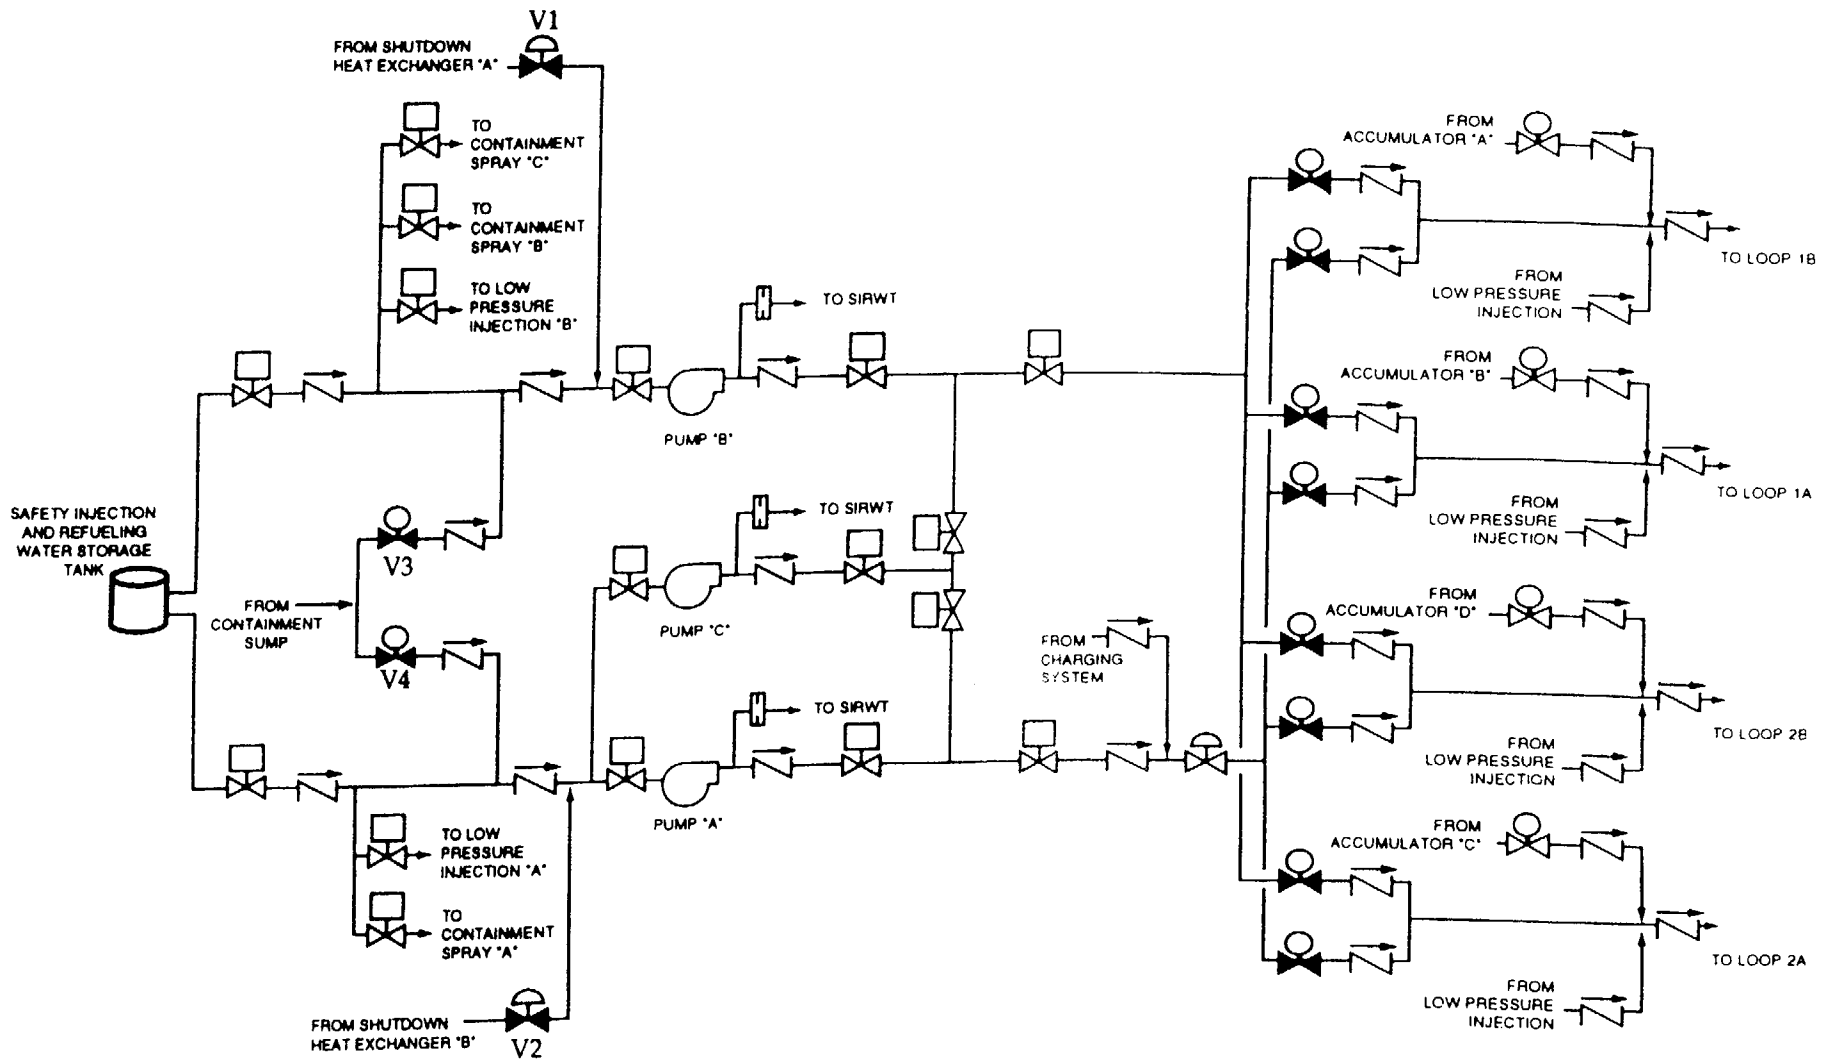 V1
FROM SHUTDOWN
HEAT EXCHANGER "A"
TO
CONTAINMENT
SPRAY "C"
TO
CONTAINMENT
SPRAY "B"
TO LOW
PRESSURE
INJECTION "B"
TO SIRWT
PUMP "B"
SAFETY INJECTION
AND REFUELING
WATER STORAGE
TANK
V3
FROM
CONTAINMENT
SUMP
V4
TO SIRWT
PUMP "C"
TO SIRWT
PUMP "A"
FROM
CHARGING
SYSTEM
TO LOW
PRESSURE
INJECTION "A"
TO
CONTAINMENT
SPRAY "A"
FROM SHUTDOWN
HEAT EXCHANGER "B"
V2
FROM
ACCUMULATOR "A"
TO LOOP 1B
FROM
LOW PRESSURE
INJECTION
FROM
ACCUMULATOR "B"
TO LOOP 1A
FROM
LOW PRESSURE
INJECTION
FROM
ACCUMULATOR "D"
TO LOOP 2B
FROM
LOW PRESSURE
INJECTION
FROM
ACCUMULATOR "C"
TO LOOP 2A
FROM
LOW PRESSURE
INJECTION